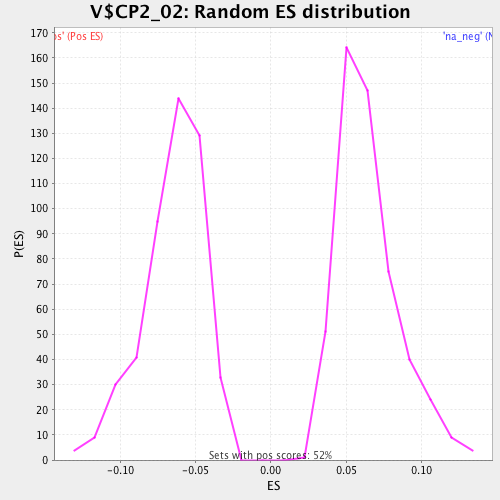 V$CP2_02: Random ES distribution
os' (Pos ES)
'na_neg' (N
170
160
150
140
130
120
110
100
90
80
70
60
50
40
30
20
10
0
P(ES)
Sets with pos scores: 52%
-0.10 -0.05 0.00 0.05 0.10
ES